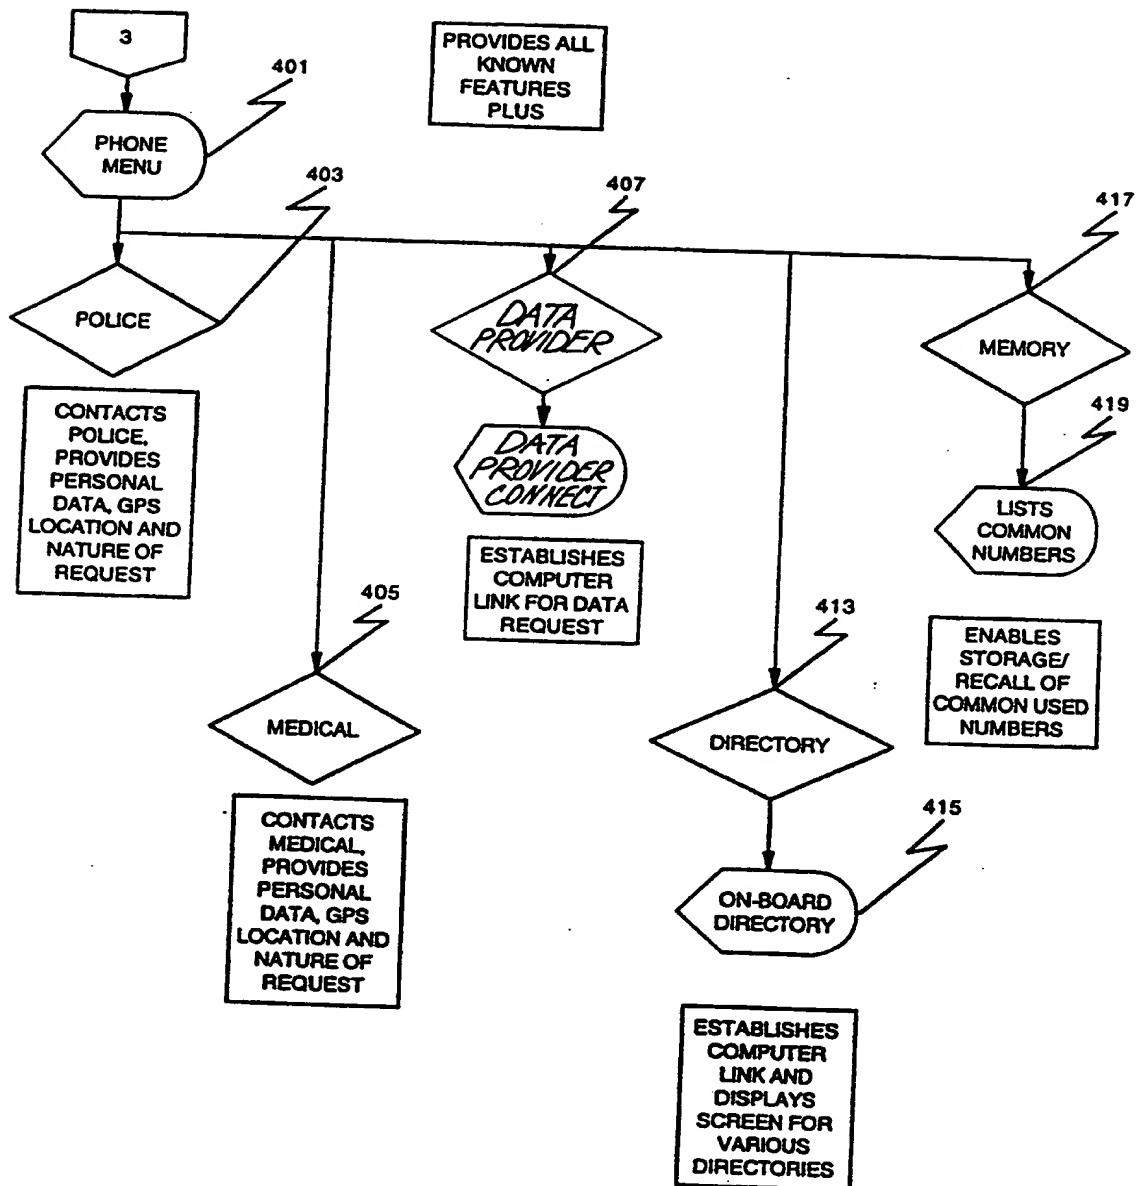 3
PROVIDES ALL
KNOWN
FEATURES
PLUS
401
PHONE
MENU
403
407
417
POLICE
DATA
PROVIDER
MEMORY
CONTACTS
POLICE,
PROVIDES
PERSONAL
DATA, GPS
LOCATION AND
NATURE OF
REQUEST
DATA
PROVIDER
CONNECT
419
LISTS
COMMON
NUMBERS
ESTABLISHES
COMPUTER
LINK FOR DATA
REQUEST
405
413
ENABLES
STORAGE/
RECALL OF
COMMON USED
NUMBERS
MEDICAL
DIRECTORY
CONTACTS
MEDICAL,
PROVIDES
PERSONAL
DATA, GPS
LOCATION AND
NATURE OF
REQUEST
415
ON-BOARD
DIRECTORY
ESTABLISHES
COMPUTER
LINK AND
DISPLAYS
SCREEN FOR
VARIOUS
DIRECTORIES